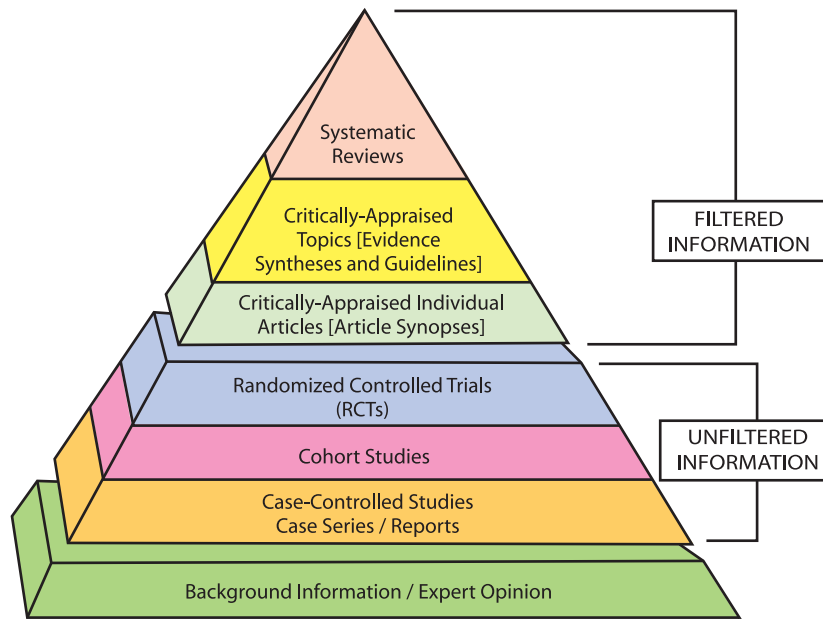 Systematic
Reviews
Critically-Appraised
Topics [Evidence
Syntheses and Guidelines]
FILTERED
INFORMATION
Critically-Appraised Individual
Articles [Article Synopses]
Randomized Controlled Trials
(RCTs)
UNFILTERED
INFORMATION
Cohort Studies
Case-Controlled Studies
Case Series / Reports
Background Information / Expert Opinion